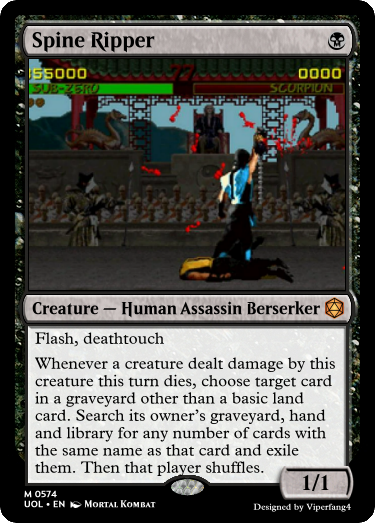 Spine Ripper
55000
0000
SUB-ZERO
SCORPION
Creature — Human Assassin Berserker
Flash, deathtouch
Whenever a creature dealt damage by this
creature this turn dies, choose target card
in a graveyard other than a basic land
card. Search its owner's graveyard, hand
and library for any number of cards with
the same name as that card and exile
them. Then that player shuffles.
1/1
M 0574
UOL • EN Mortal Kombat
Designed by Viperfang4